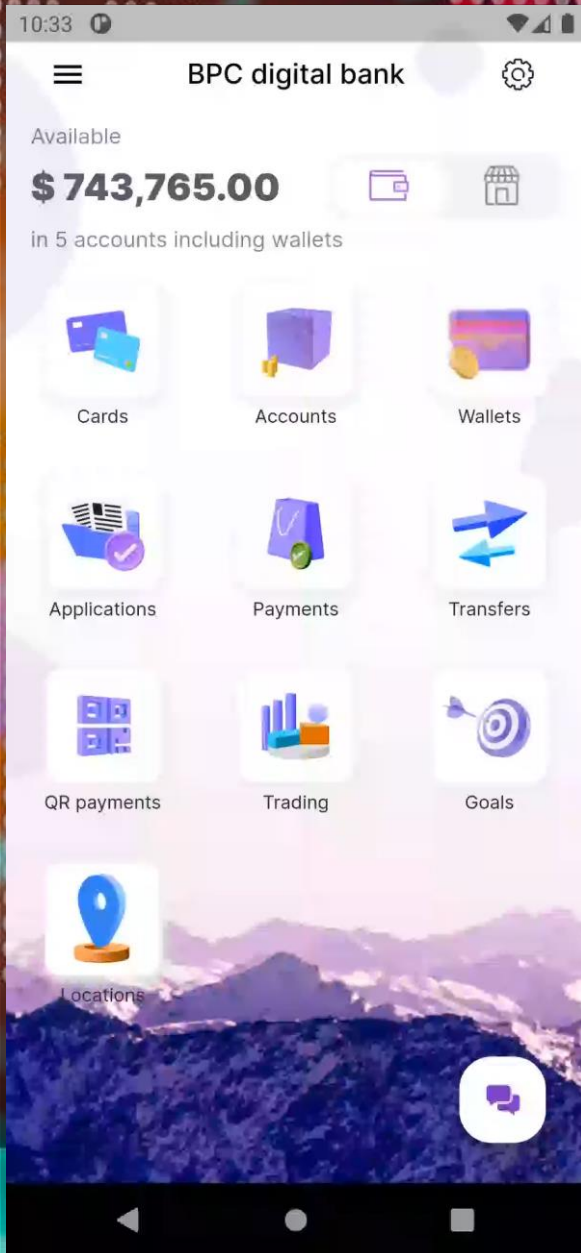 10:33
BPC digital bank
Available
$ 743,765.00
in 5 accounts including wallets
Cards Accounts Wallets
Applications Payments Transfers
QR payments Trading Goals
Locations